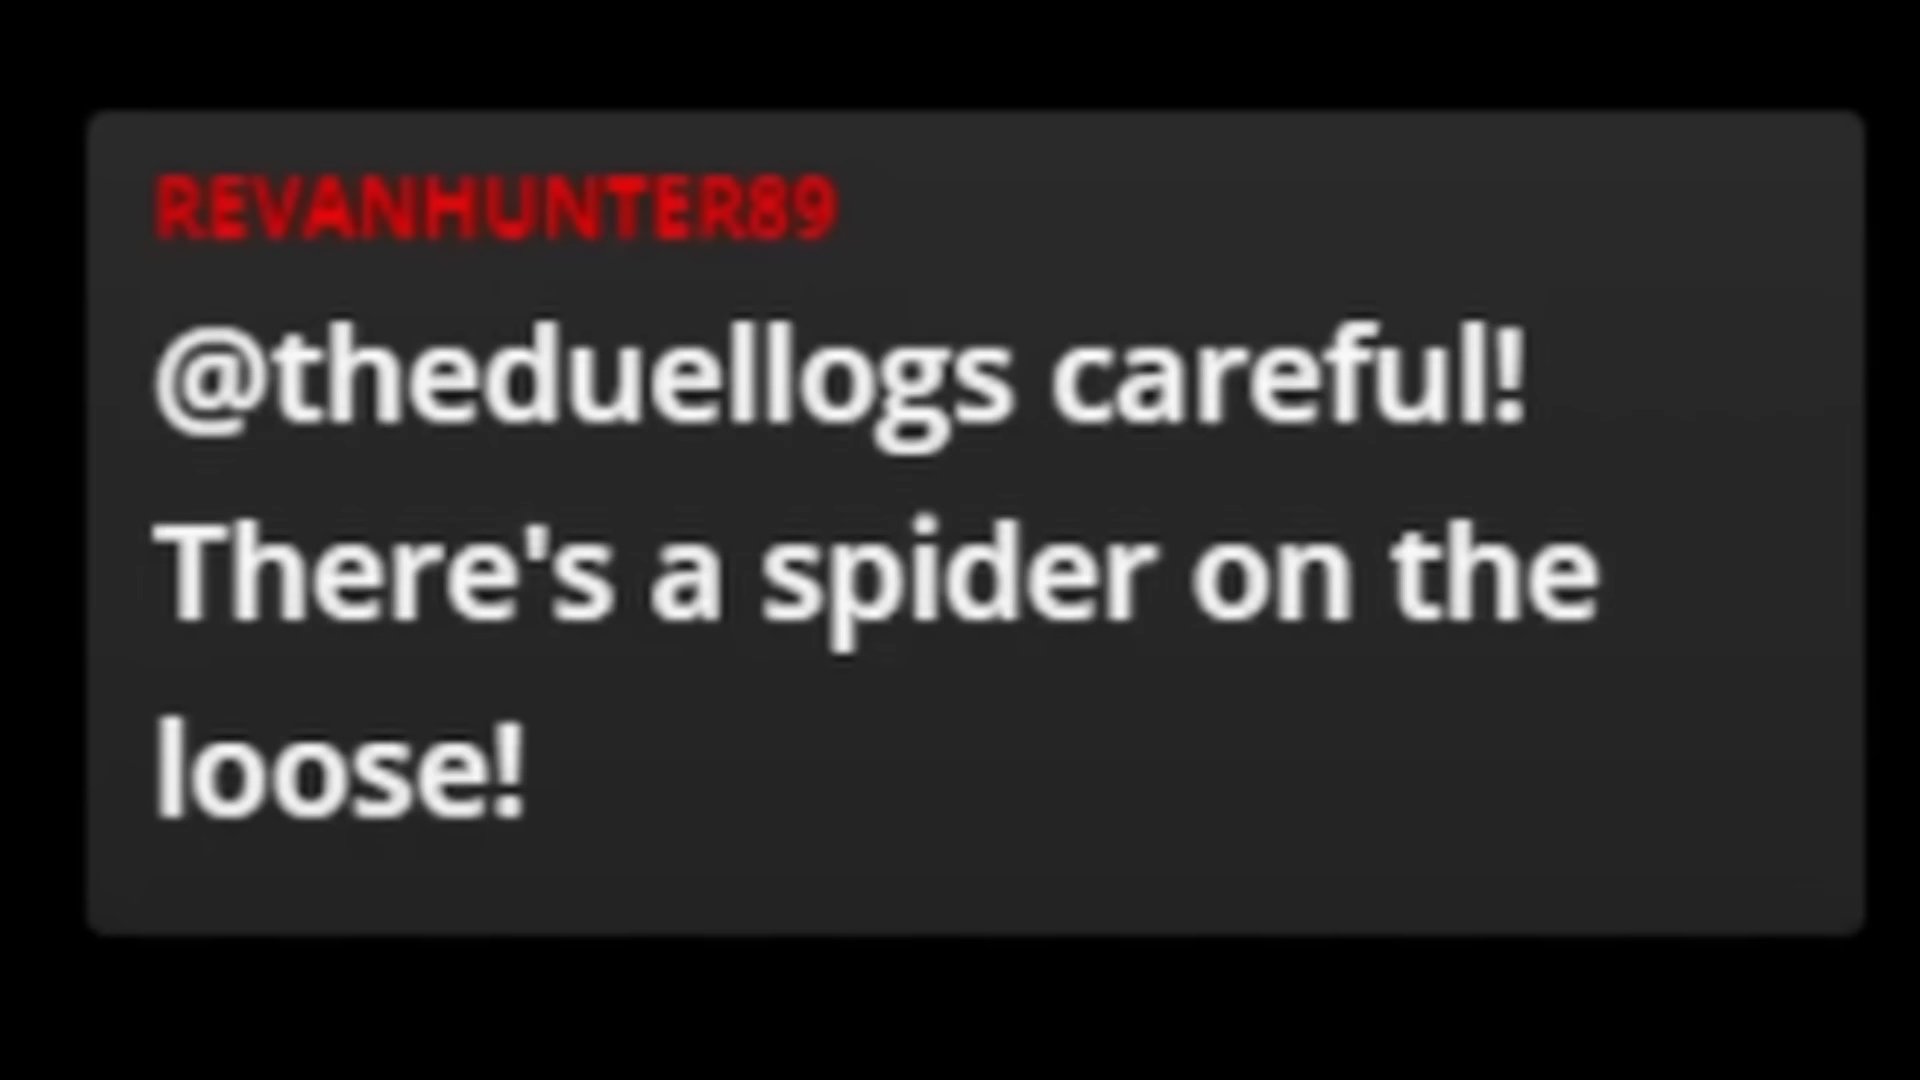 REVANHUNTER89
@theduellogs careful!
There's a spider on the
loose!